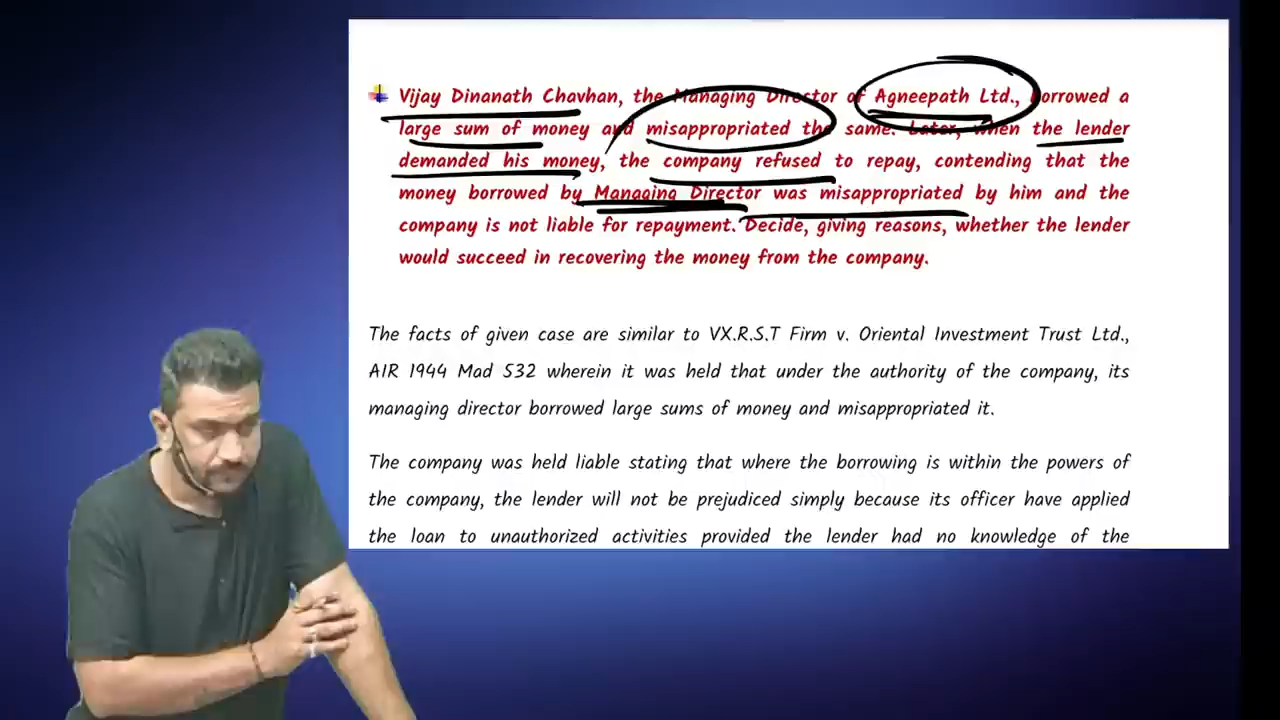 Vijay Dinanath Chavhan, the Managing Director of Agneepath Ltd., borrowed a
large sum of money and misappropriated the same. Later, when the lender
demanded his money, the company refused to repay, contending that the
money borrowed by Managing Director was misappropriated by him and the
company is not liable for repayment. Decide, giving reasons, whether the lender
would succeed in recovering the money from the company.
The facts of given case are similar to VX.R.S.T Firm v. Oriental Investment Trust Ltd.,
AIR 1944 Mad 532 wherein it was held that under the authority of the company, its
managing director borrowed large sums of money and misappropriated it.
The company was held liable stating that where the borrowing is within the powers of
the company, the lender will not be prejudiced simply because its officer have applied
the loan to unauthorized activities provided the lender had no knowledge of the